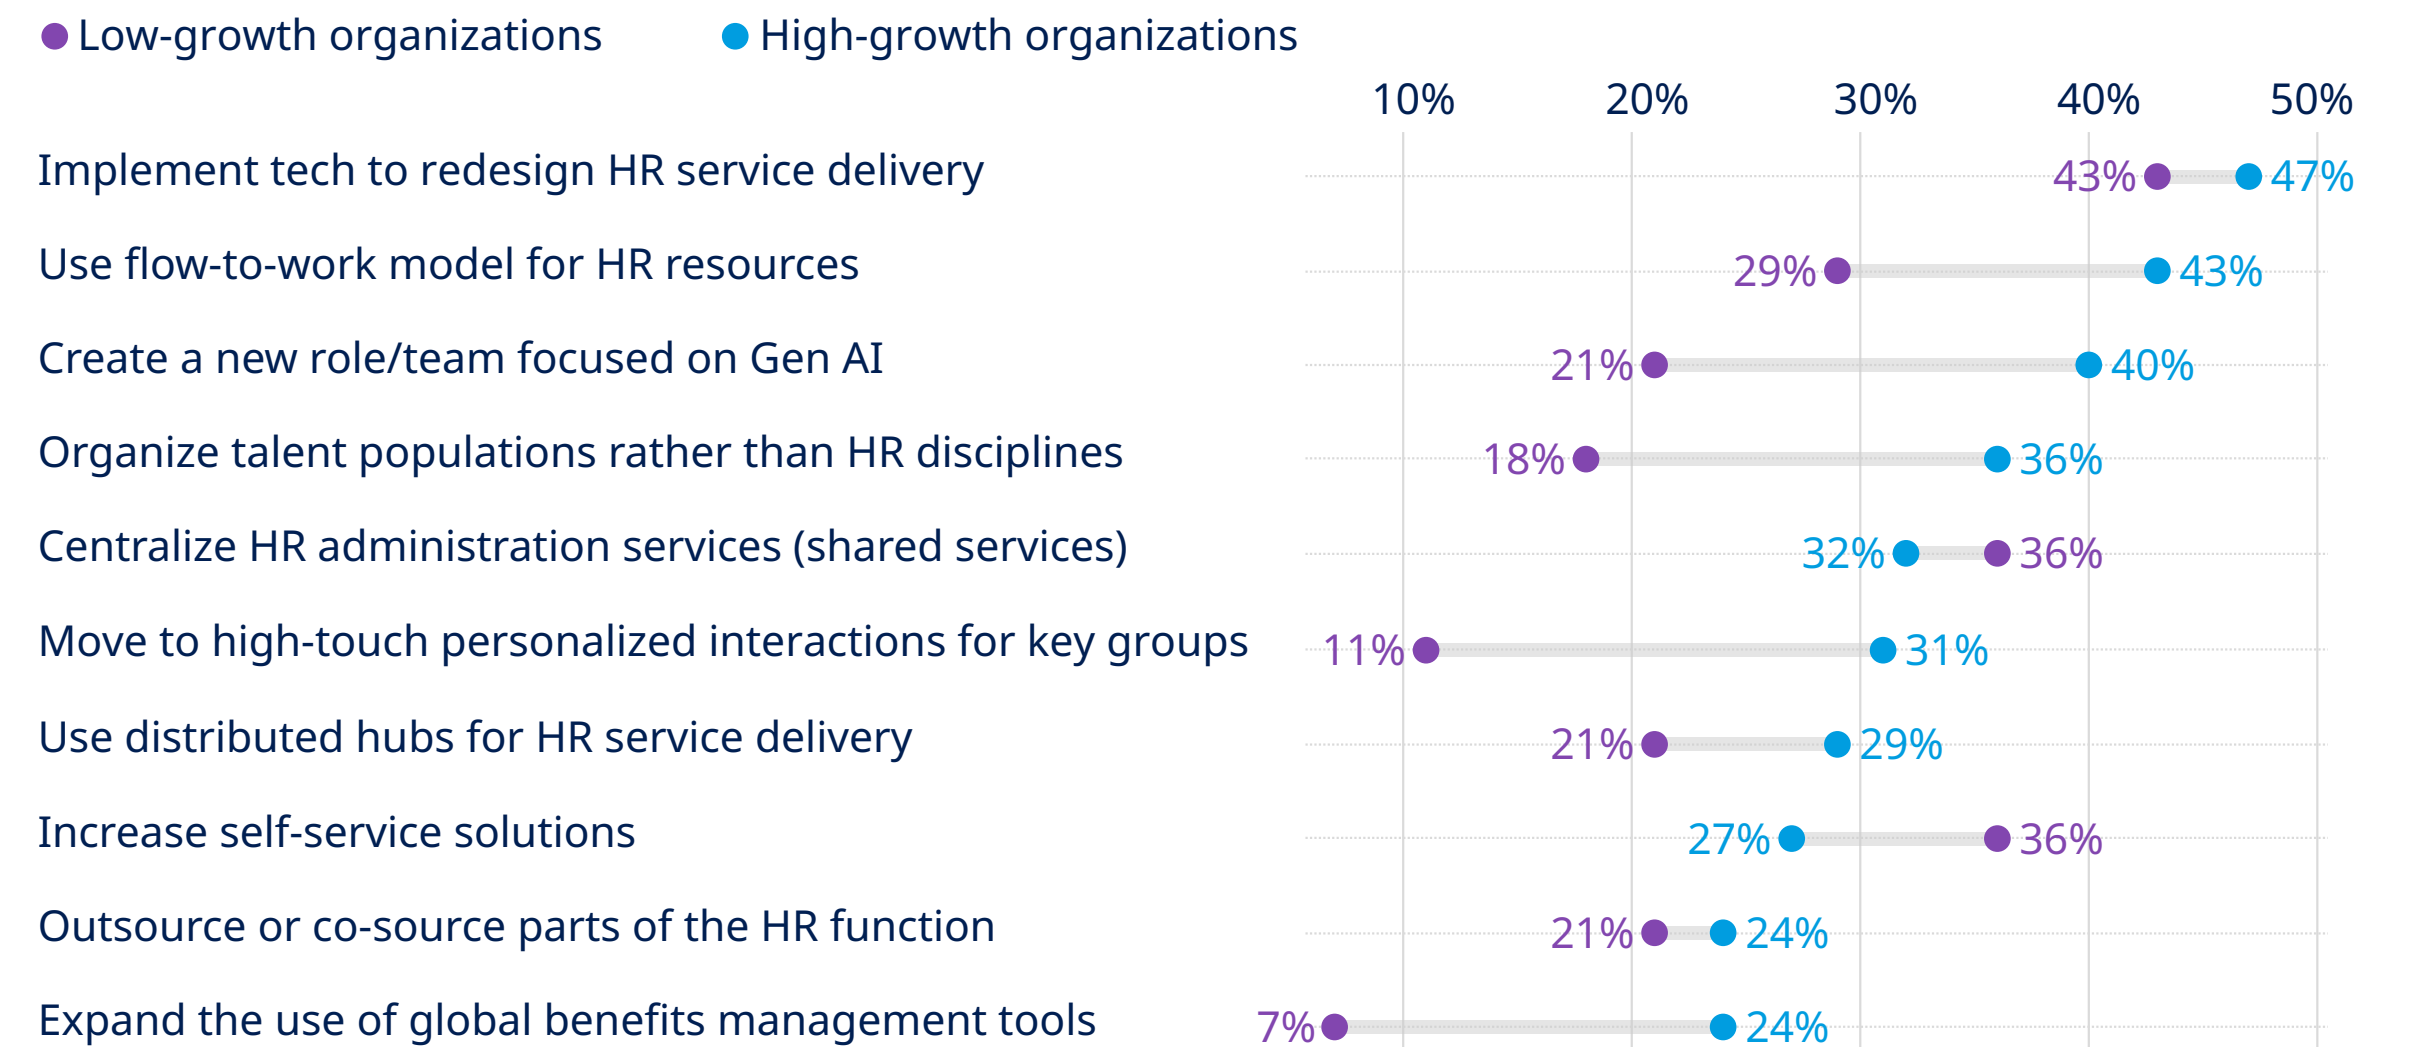 Low-growth organizations High-growth organizations
10% 20% 30% 40% 50%
Implement tech to redesign HR service delivery 43% 47%
Use flow-to-work model for HR resources 29% 43%
Create a new role/team focused on Gen AI 21% 40%
Organize talent populations rather than HR disciplines 18% 36%
Centralize HR administration services (shared services) 32% 36%
Move to high-touch personalized interactions for key groups 11% 31%
Use distributed hubs for HR service delivery 21% 29%
Increase self-service solutions 27% 36%
Outsource or co-source parts of the HR function 21% 24%
Expand the use of global benefits management tools 7% 24%